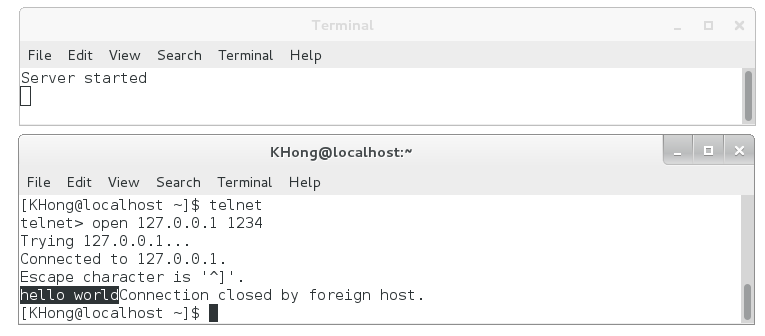 Terminal
File Edit View Search Terminal Help
Server started
KHong@localhost:~
File Edit View Search Terminal Help
[KHong@localhost ~]$ telnet
telnet> open 127.0.0.1 1234
Trying 127.0.0.1...
Connected to 127.0.0.1.
Escape character is '^]'.
hello worldConnection closed by foreign host.
[KHong@localhost ~]$